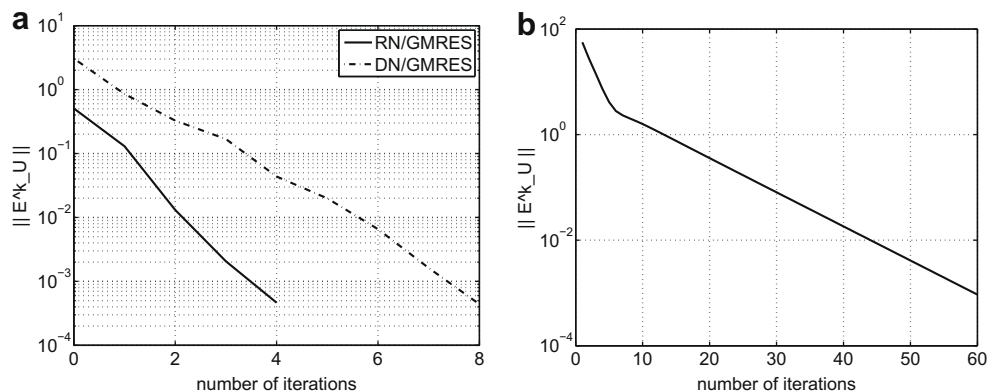 a
10^1
10^0
10^−1
10^−2
10^−3
10^−4
|| E^k_U ||
RN/GMRES
DN/GMRES
0 2 4 6 8
number of iterations
b
10^2
10^0
10^−2
10^−4
|| E^k_U ||
0 10 20 30 40 50 60
number of iterations